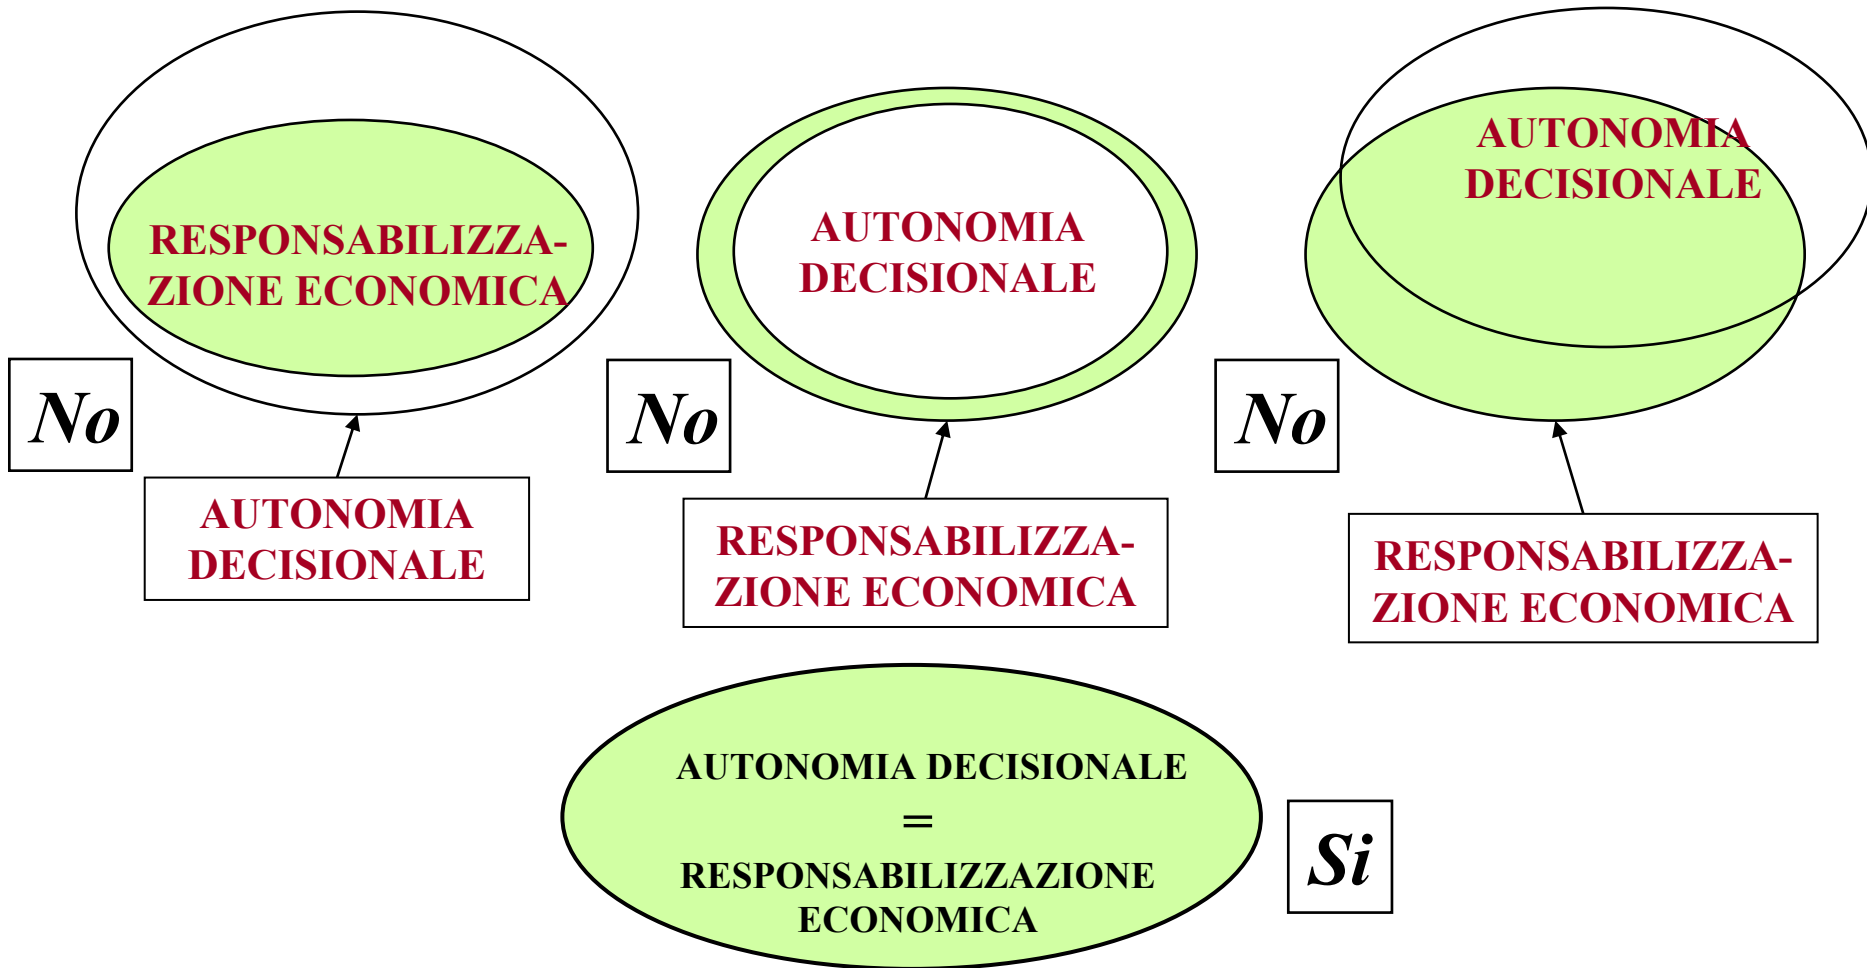 RESPONSABILIZZA-
ZIONE ECONOMICA
AUTONOMIA
DECISIONALE
AUTONOMIA
DECISIONALE
No
No
No
AUTONOMIA
DECISIONALE
RESPONSABILIZZA-
ZIONE ECONOMICA
RESPONSABILIZZA-
ZIONE ECONOMICA
AUTONOMIA DECISIONALE
=
RESPONSABILIZZAZIONE
ECONOMICA
Si